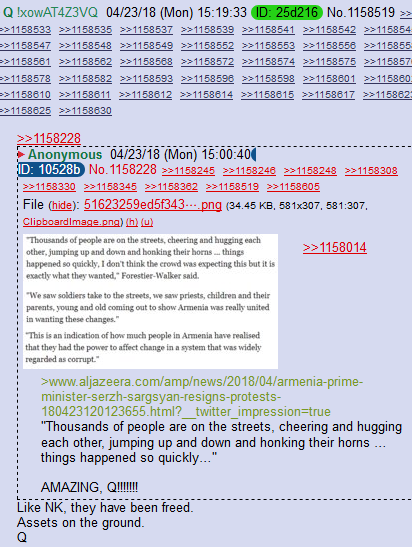 Q !xowAT4Z3VQ 04/23/18 (Mon) 15:19:33 ID: 25d216 No.1158519
>>1158533 >>1158535 >>1158537 >>1158539 >>1158541 >>1158542
>>1158547 >>1158548 >>1158549 >>1158552 >>1158553 >>1158556
>>1158558 >>1158562 >>1158564 >>1158568 >>1158574 >>1158575
>>1158578 >>1158582 >>1158593 >>1158596 >>1158598 >>1158601
>>1158610 >>1158611 >>1158612 >>1158614 >>1158615 >>1158617
>>1158625 >>1158630
>>1158228
Anonymous 04/23/18 (Mon) 15:00:40
ID: 10528b No.1158228 >>1158245 >>1158246 >>1158248 >>1158308
>>1158330 >>1158345 >>1158362 >>1158519 >>1158605
File (hide): 51623259ed5f343⋯.png (34.45 KB, 581x307, 581:307,
ClipboardImage.png) (h) (u)
"Thousands of people are on the streets, cheering and hugging each
other, jumping up and down and honking their horns ... things
happened so quickly, I don't think the crowd was expecting this but it is
exactly what they wanted," Forestier-Walker said.
"We saw soldiers take to the streets, we saw priests, children and their
parents, young and old coming out to show Armenia was really united
in wanting these changes."
"This is an indication of how much people in Armenia have realised
that they had the power to affect change in a system that was widely
regarded as corrupt."
>>1158014
>www.aljazeera.com/amp/news/2018/04/armenia-prime-
minister-serzh-sargsyan-resigns-protests-
180423120123655.html?__twitter_impression=true
"Thousands of people are on the streets, cheering and hugging
each other, jumping up and down and honking their horns ...
things happened so quickly..."
AMAZING, Q!!!!!!!
Like NK, they have been freed.
Assets on the ground.
Q